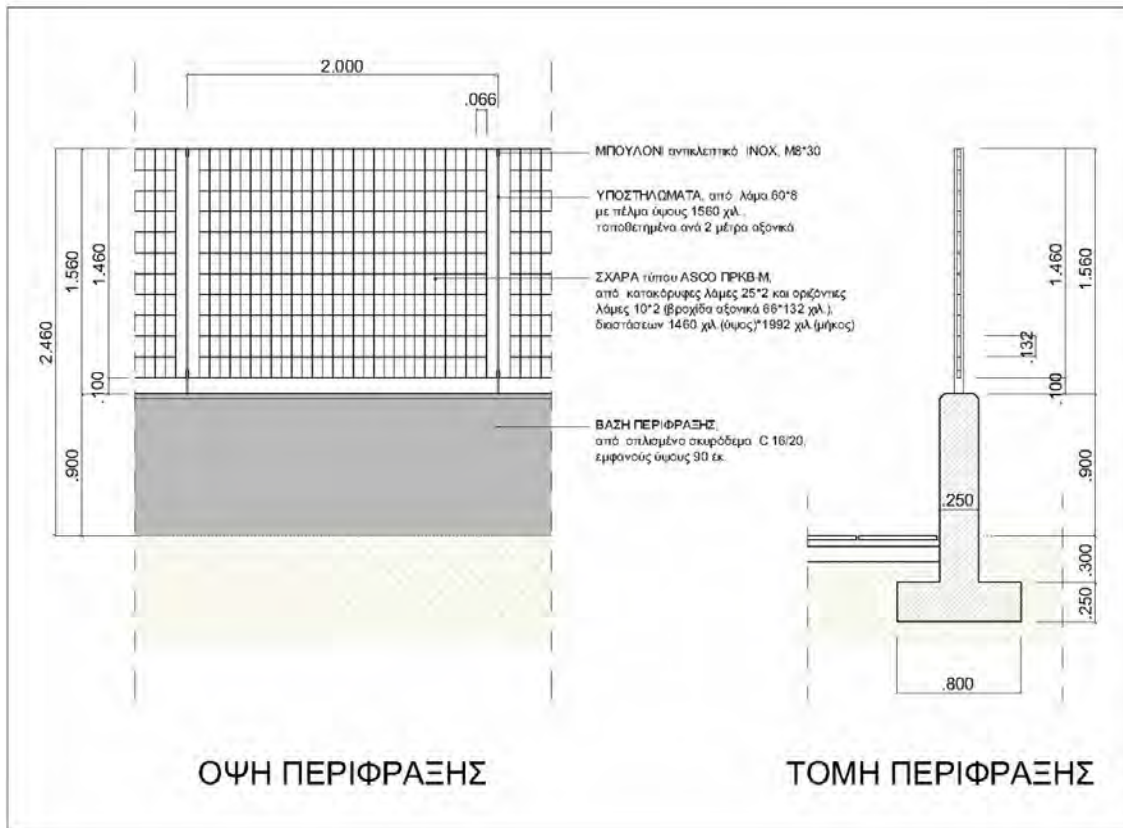 2.000
.066
ΜΠΟΥΛΟΝΙ αντικλεπτικό INOX, M8*30
ΥΠΟΣΤΗΛΩΜΑΤΑ, από λάμα 60*8
με πέλμα ύψους 1560 χιλ.,
τοποθετημένα ανά 2 μέτρα αξονικά
ΣΧΑΡΑ τύπου ASCO ΠΡΚΒ-Μ,
από κατακόρυφες λάμες 25*2 και οριζόντιες
λάμες 10*2 (βροχίδα αξονικά 66*132 χιλ.),
διαστάσεων 1460 χιλ.(ύψος)*1992 χιλ.(μήκος)
ΒΑΣΗ ΠΕΡΙΦΡΑΞΗΣ,
από οπλισμένο σκυρόδεμα C 16/20,
εμφανούς ύψους 90 εκ.
2.460
1.560
1.460
.100
.900
1.460
1.560
.132
.100
.900
.250
.300
.250
.800
ΟΨΗ ΠΕΡΙΦΡΑΞΗΣ
ΤΟΜΗ ΠΕΡΙΦΡΑΞΗΣ